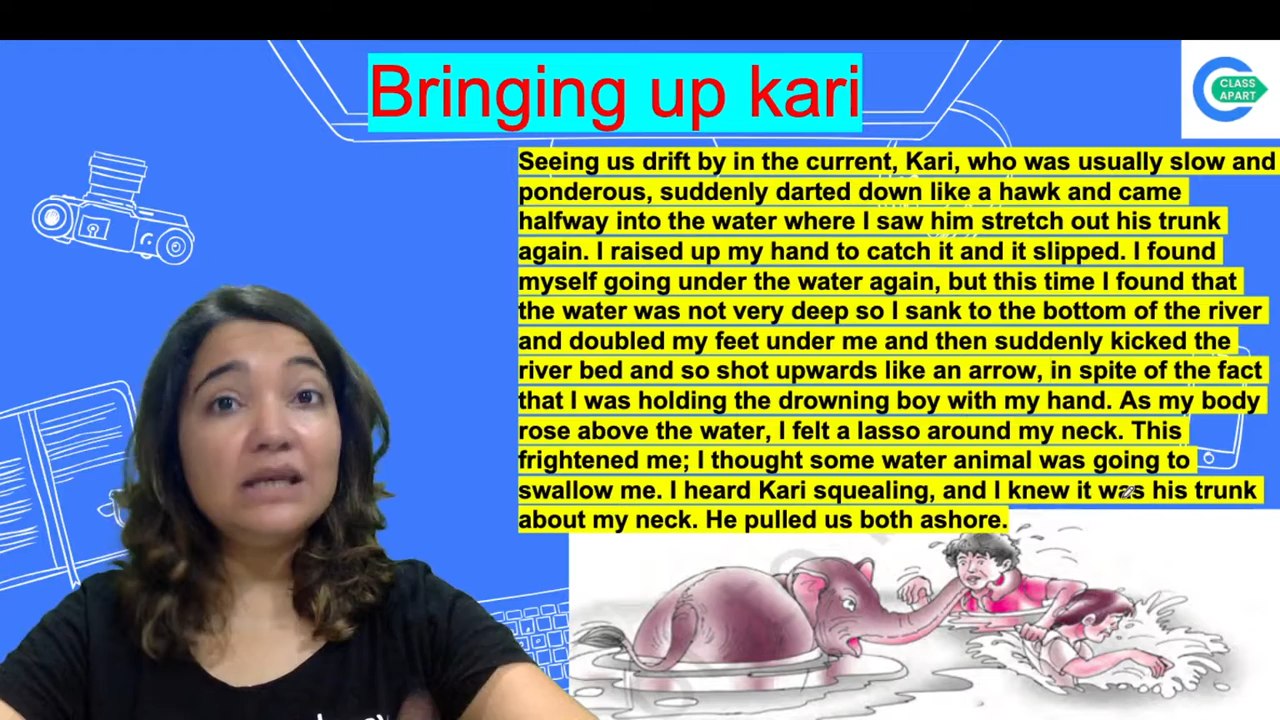 Bringing up kari
CLASS
APART
Seeing us drift by in the current, Kari, who was usually slow and
ponderous, suddenly darted down like a hawk and came
halfway into the water where I saw him stretch out his trunk
again. I raised up my hand to catch it and it slipped. I found
myself going under the water again, but this time I found that
the water was not very deep so I sank to the bottom of the river
and doubled my feet under me and then suddenly kicked the
river bed and so shot upwards like an arrow, in spite of the fact
that I was holding the drowning boy with my hand. As my body
rose above the water, I felt a lasso around my neck. This
frightened me; I thought some water animal was going to
swallow me. I heard Kari squealing, and I knew it was his trunk
about my neck. He pulled us both ashore.